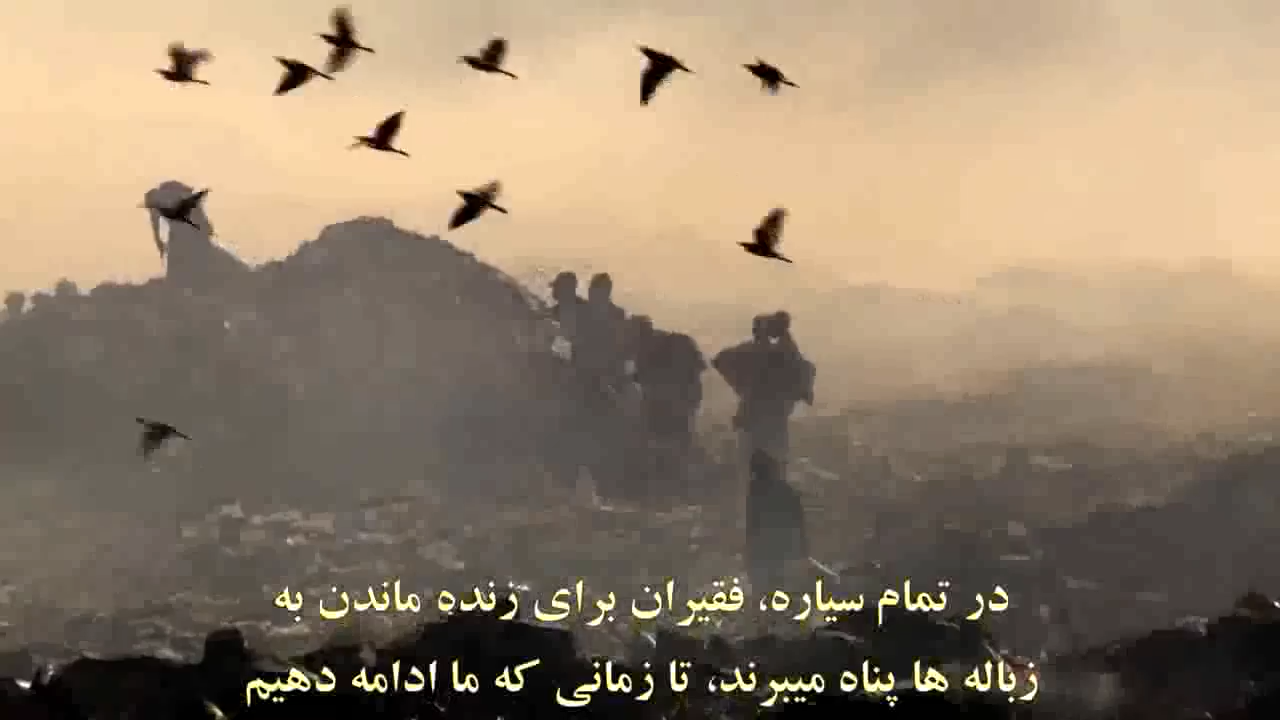 در تمام سیاره، فقیران برای زنده ماندن به
زباله ها پناه میبرند، تا زمانی که ما ادامه دهیم